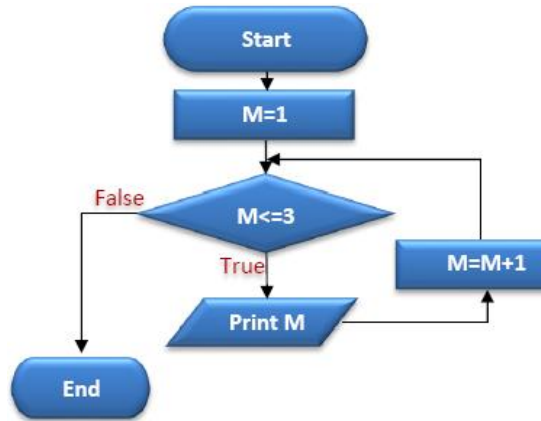 Start
M=1
False
M<=3
True
M=M+1
Print M
End